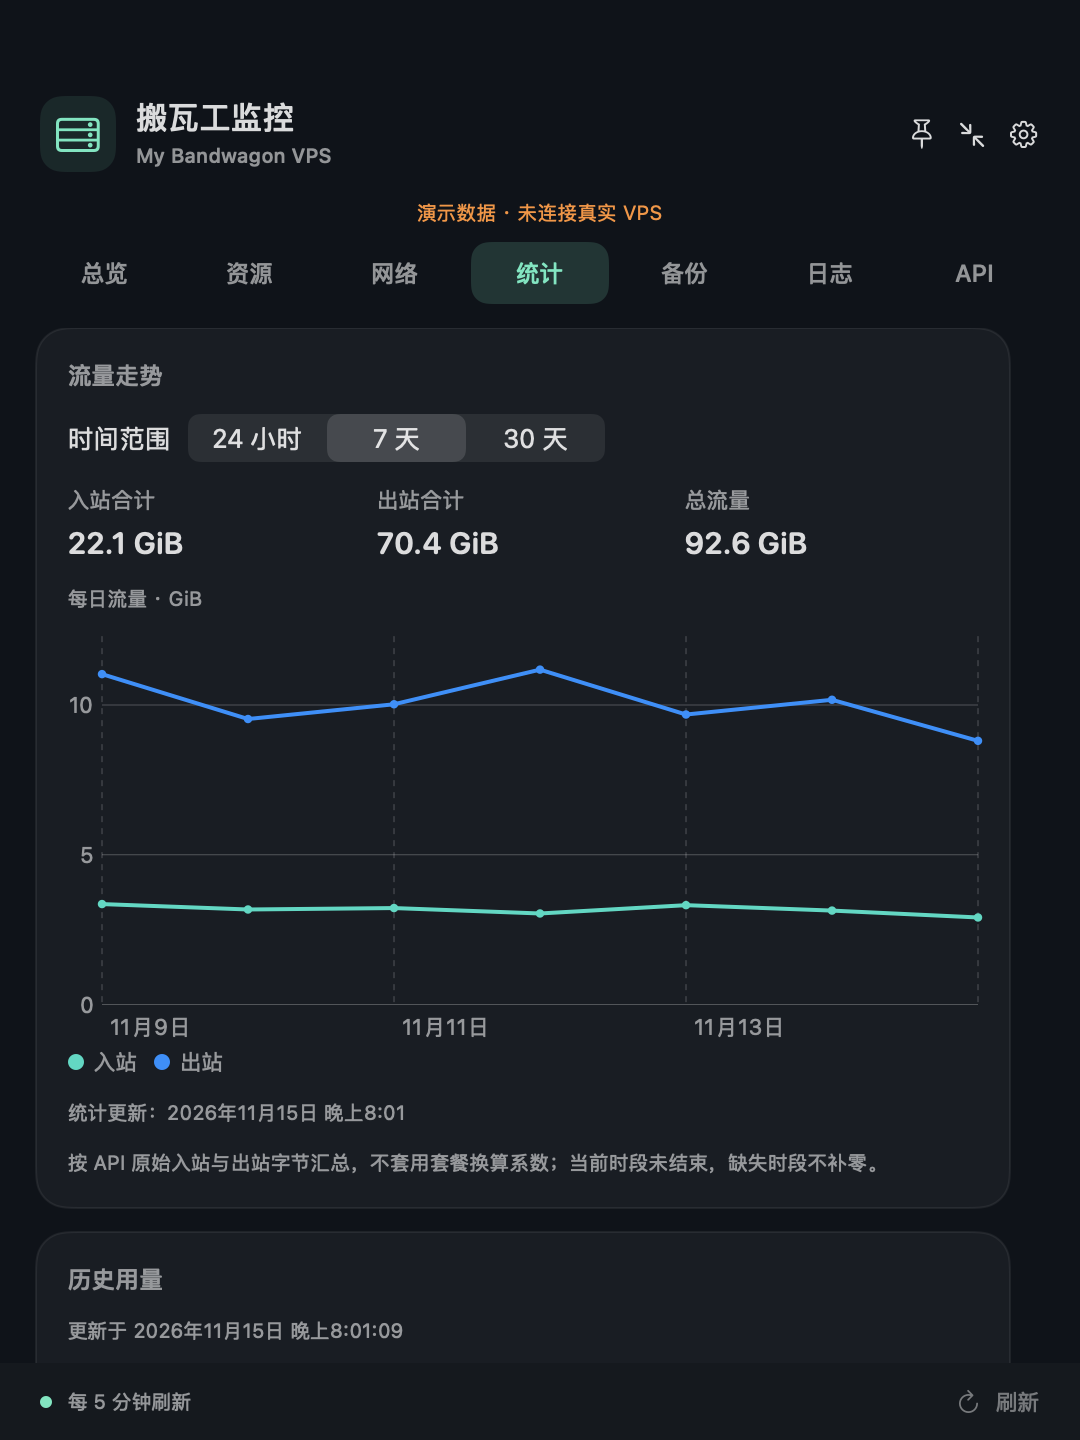 搬瓦工监控
My Bandwagon VPS
演示数据 · 未连接真实 VPS
总览 资源 网络 统计 备份 日志 API
流量走势
时间范围 24 小时 7 天 30 天
入站合计 出站合计 总流量
22.1 GiB 70.4 GiB 92.6 GiB
每日流量 · GiB
10
5
0
11月9日 11月11日 11月13日
入站 出站
统计更新：2026年11月15日 晚上8:01
按 API 原始入站与出站字节汇总，不套用套餐换算系数；当前时段未结束，缺失时段不补零。
历史用量
更新于 2026年11月15日 晚上8:01:09
每 5 分钟刷新 刷新